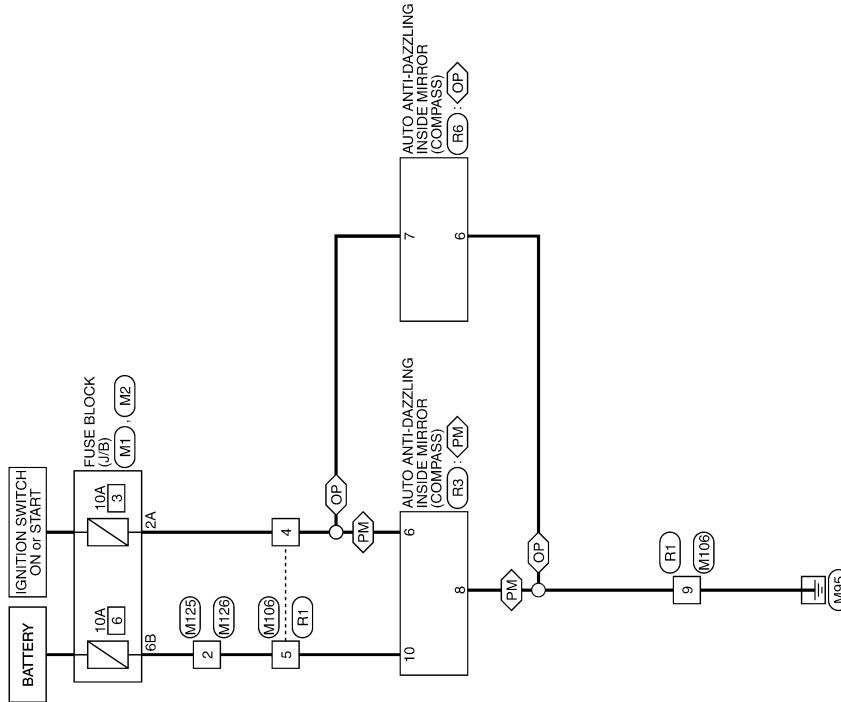 BATTERY
IGNITION SWITCH
ON or START
FUSE BLOCK
(J/B)
M1 , M2
10A
6
10A
3
6B
2A
2
M125
M126
5
4
M106
R1
OP
PM
10
6
8
AUTO ANTI-DAZZLING
INSIDE MIRROR
(COMPASS)
R3 : PM
7
6
AUTO ANTI-DAZZLING
INSIDE MIRROR
(COMPASS)
R6 : OP
PM
OP
9
R1
M106
M95